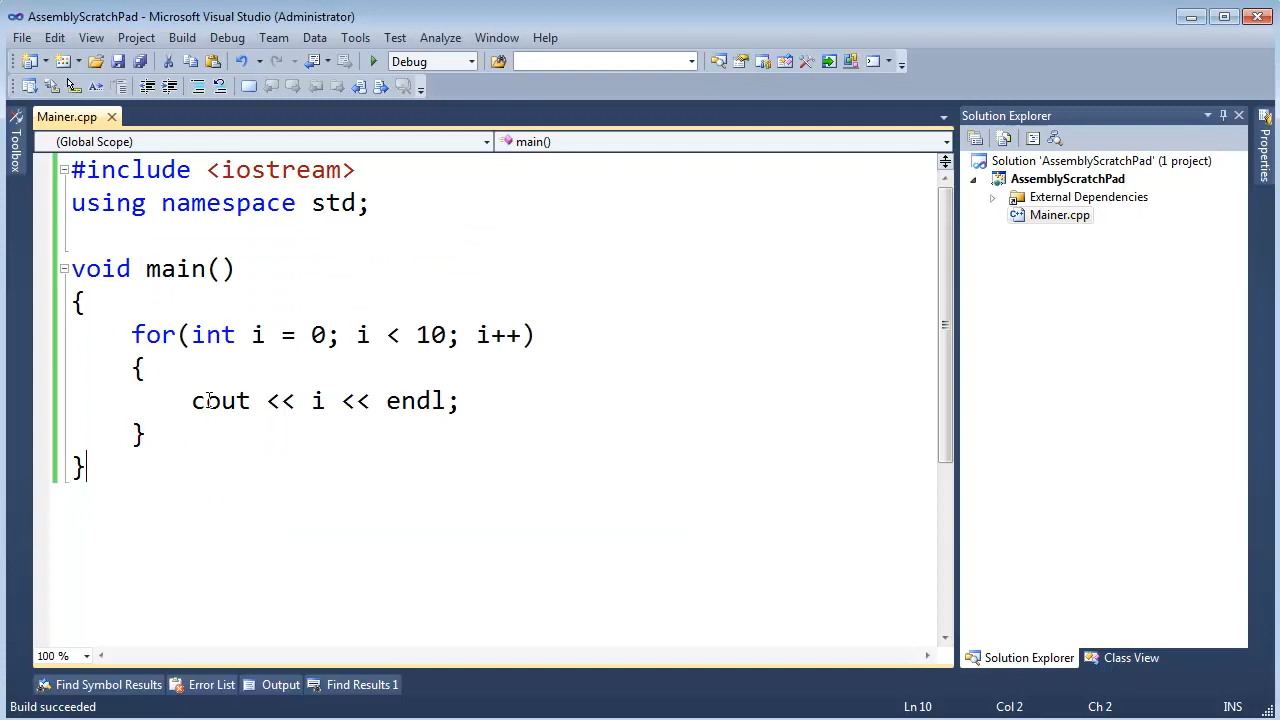 AssemblyScratchPad - Microsoft Visual Studio (Administrator)
File Edit View Project Build Debug Team Data Tools Test Analyze Window Help
Debug
Mainer.cpp
(Global Scope) main()
#include <iostream>
using namespace std;
void main()
{
for(int i = 0; i < 10; i++)
{
cout << i << endl;
}
}
100 %
Toolbox
Solution Explorer
Solution 'AssemblyScratchPad' (1 project)
AssemblyScratchPad
External Dependencies
Mainer.cpp
Solution Explorer Class View
Properties
Find Symbol Results Error List Output Find Results 1
Build succeeded Ln 10 Col 2 Ch 2 INS